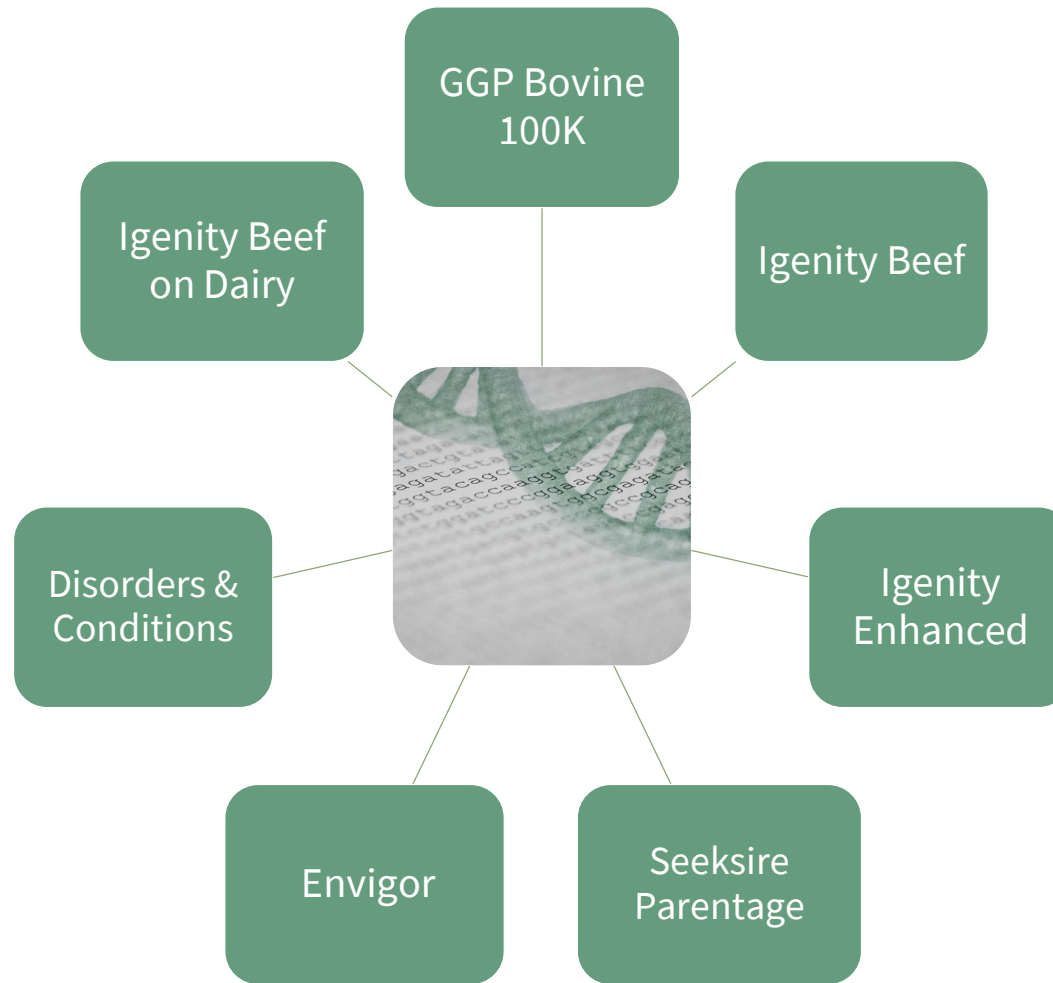 GGP Bovine
100K
Igenity Beef
on Dairy
Igenity Beef
Disorders &
Conditions
Igenity
Enhanced
Envigor
Seeksire
Parentage